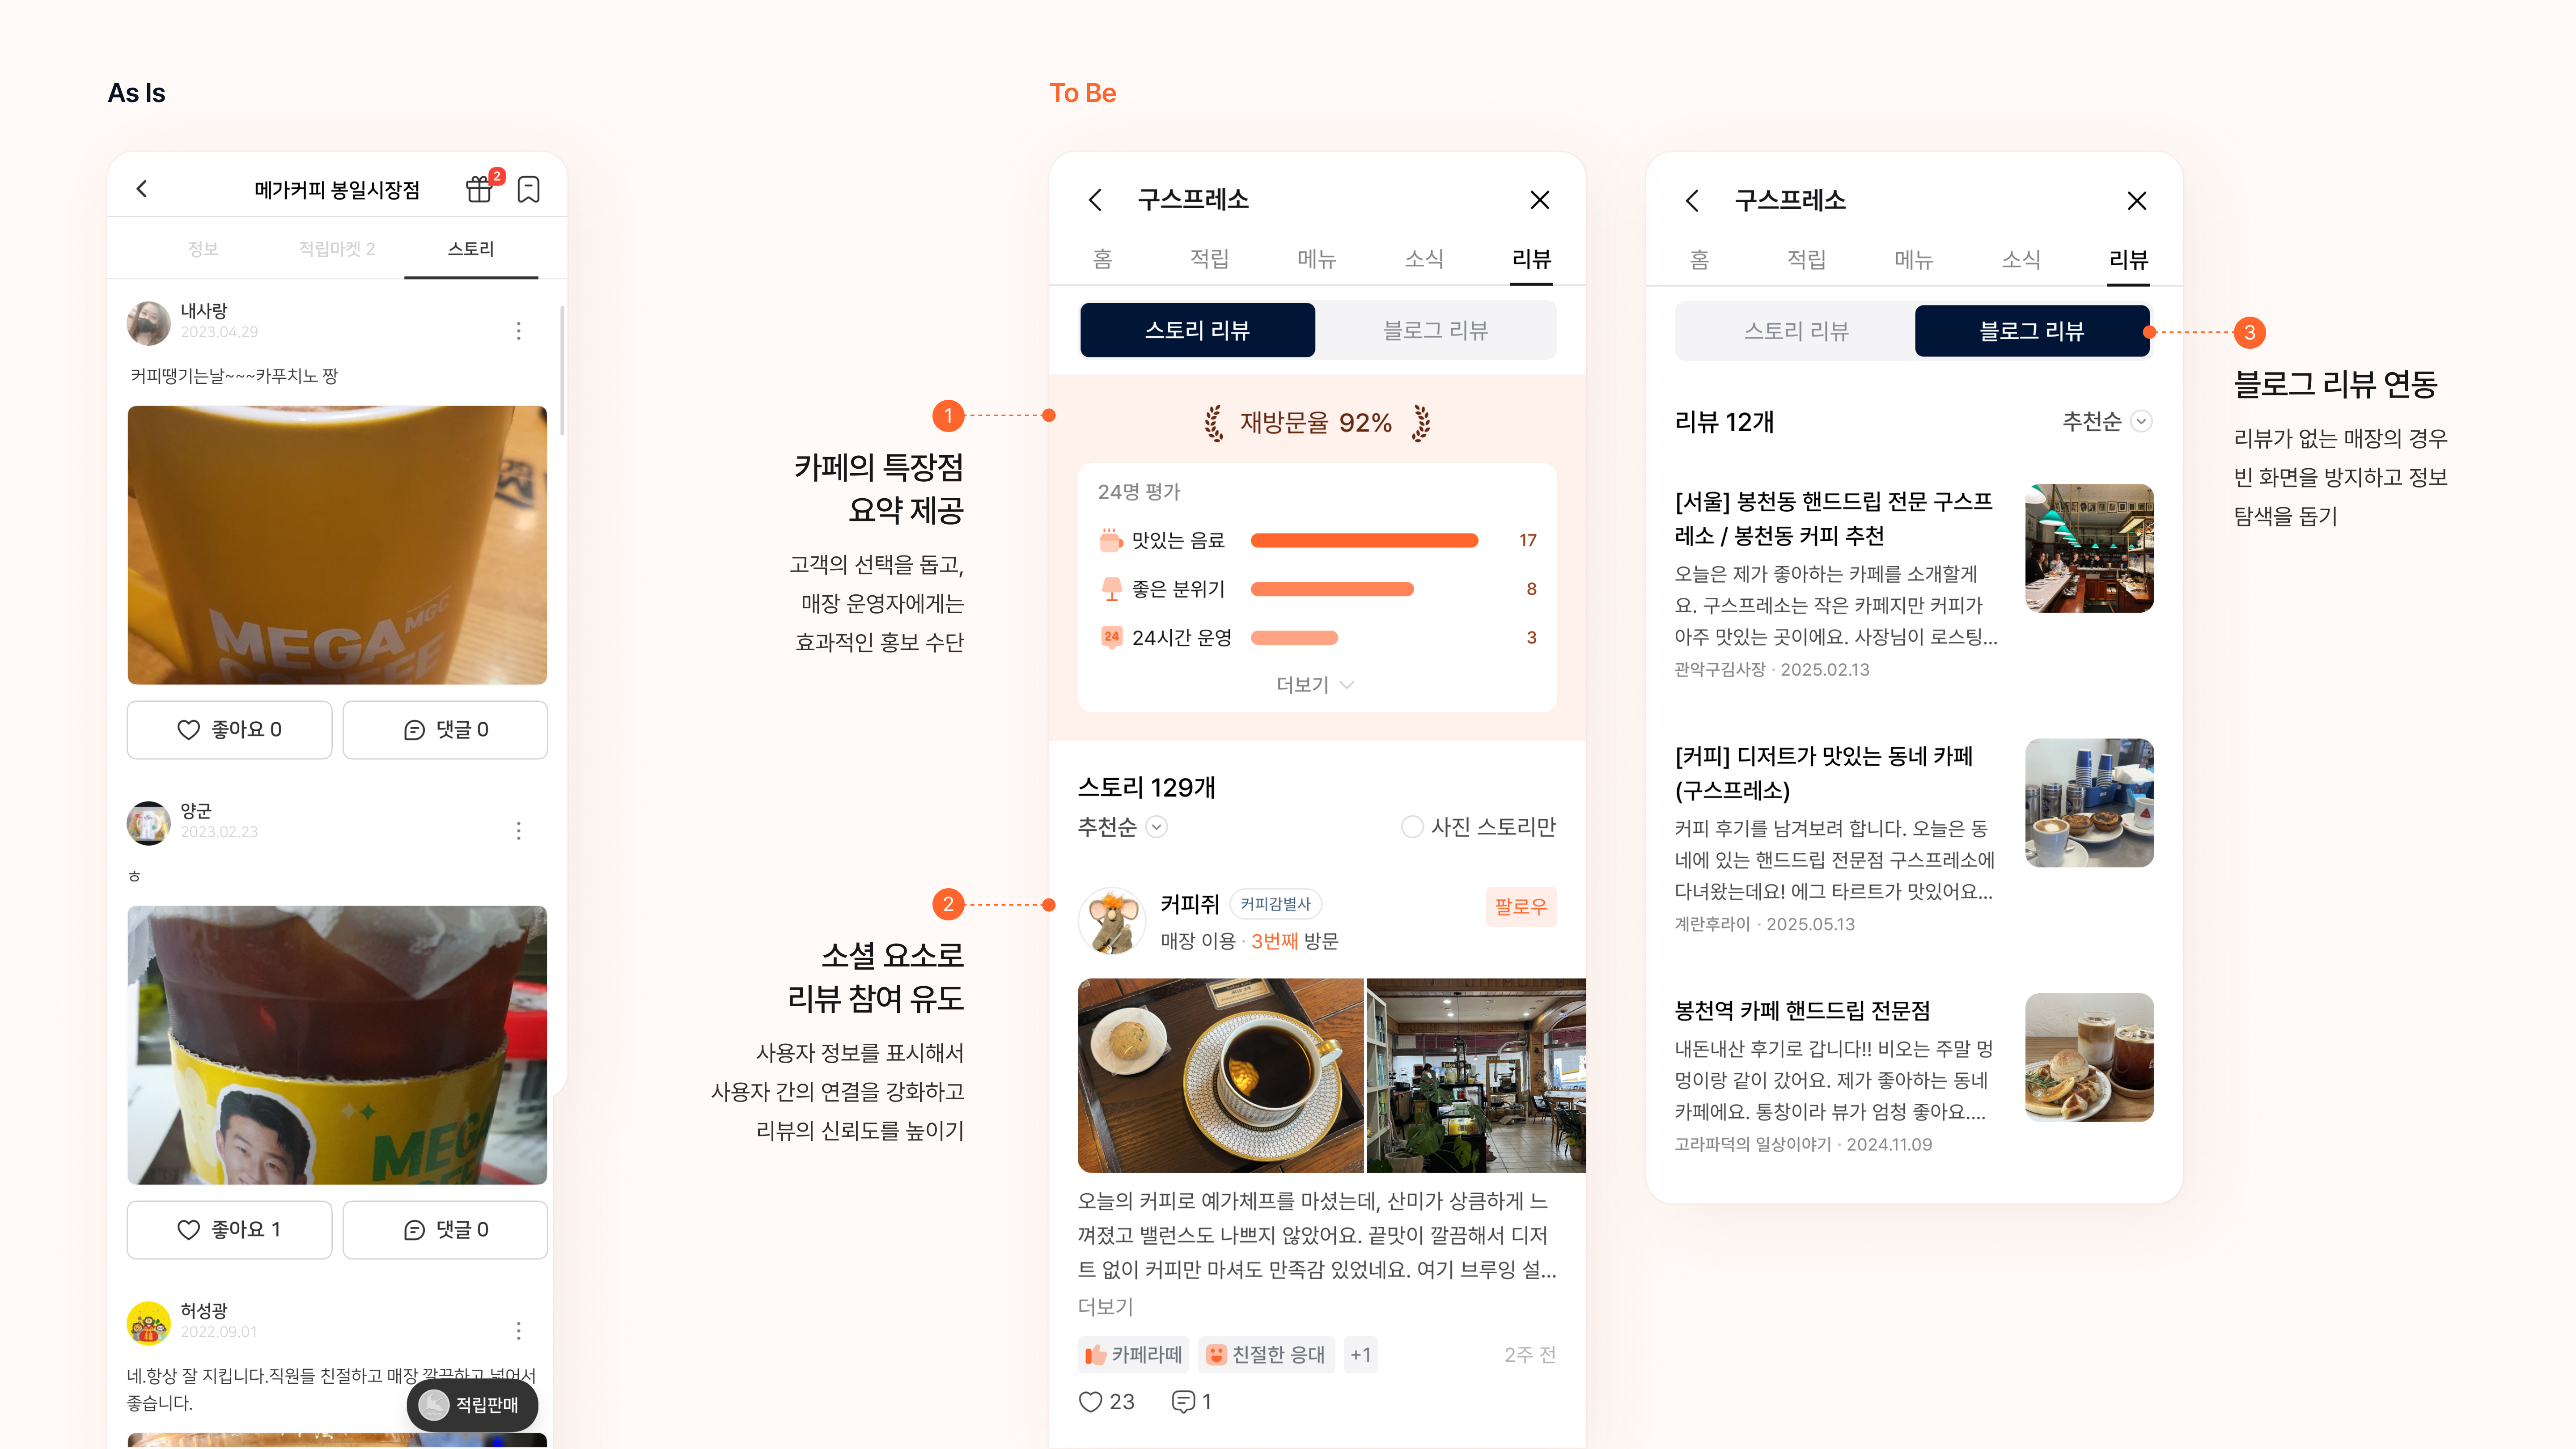 As Is
메가커피 봉일시장점
2
정보
적립마켓 2
스토리
내사랑
2023.04.29
커피땡기는날~~~카푸치노 짱
MEGA MGC
COFFEE
좋아요 0
댓글 0
양군
2023.02.23
ㅎ
MEGA
좋아요 1
댓글 0
허성광
2022.09.01
네.항상 잘 지킵니다.직원들 친절하고 매장 깔끔하고 넓어서
좋습니다.
적립판매
1
카페의 특장점
요약 제공
고객의 선택을 돕고,
매장 운영자에게는
효과적인 홍보 수단
2
소셜 요소로
리뷰 참여 유도
사용자 정보를 표시해서
사용자 간의 연결을 강화하고
리뷰의 신뢰도를 높이기
To Be
구스프레소
홈
적립
메뉴
소식
리뷰
스토리 리뷰
블로그 리뷰
재방문율 92%
24명 평가
맛있는 음료
17
좋은 분위기
8
24
24시간 운영
3
더보기
스토리 129개
추천순
사진 스토리만
커피쥐
커피감별사
팔로우
매장 이용 · 3번째 방문
오늘의 커피로 예가체프를 마셨는데, 산미가 상큼하게 느
껴졌고 밸런스도 나쁘지 않았어요. 끝맛이 깔끔해서 디저
트 없이 커피만 마셔도 만족감 있었네요. 여기 브루잉 설...
더보기
카페라떼
친절한 응대
+1
2주 전
23
1
구스프레소
홈
적립
메뉴
소식
리뷰
스토리 리뷰
블로그 리뷰
리뷰 12개
추천순
[서울] 봉천동 핸드드립 전문 구스프
레소 / 봉천동 커피 추천
오늘은 제가 좋아하는 카페를 소개할게
요. 구스프레소는 작은 카페지만 커피가
아주 맛있는 곳이에요. 사장님이 로스팅...
관악구김사장 · 2025.02.13
[커피] 디저트가 맛있는 동네 카페
(구스프레소)
커피 후기를 남겨보려 합니다. 오늘은 동
네에 있는 핸드드립 전문점 구스프레소에
다녀왔는데요! 에그 타르트가 맛있어요...
계란후라이 · 2025.05.13
봉천역 카페 핸드드립 전문점
내돈내산 후기로 갑니다!! 비오는 주말 멍
멍이랑 같이 갔어요. 제가 좋아하는 동네
카페에요. 통창이라 뷰가 엄청 좋아요....
고라파덕의 일상이야기 · 2024.11.09
3
블로그 리뷰 연동
리뷰가 없는 매장의 경우
빈 화면을 방지하고 정보
탐색을 돕기